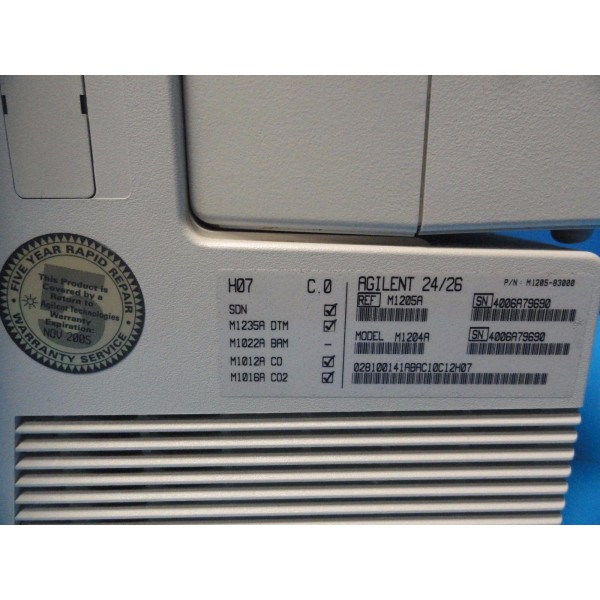 FIVE YEAR RAPID REPAIR
This Product is
Covered by a
Return to
Agilent Technologies
Warranty
Expiration:
NOV 2005
WARRANTY SERVICE
H07 C.0
SDN ☑
M1235A DTM ☑
M1022A BAM -
M1012A CO ☑
M1016A CO2 ☑
AGILENT 24/26
P/N: M1205-83000
REF M1205A
SN 4006A79690
MODEL M1204A
SN 4006A79690
02B100141ABAC10C12H07